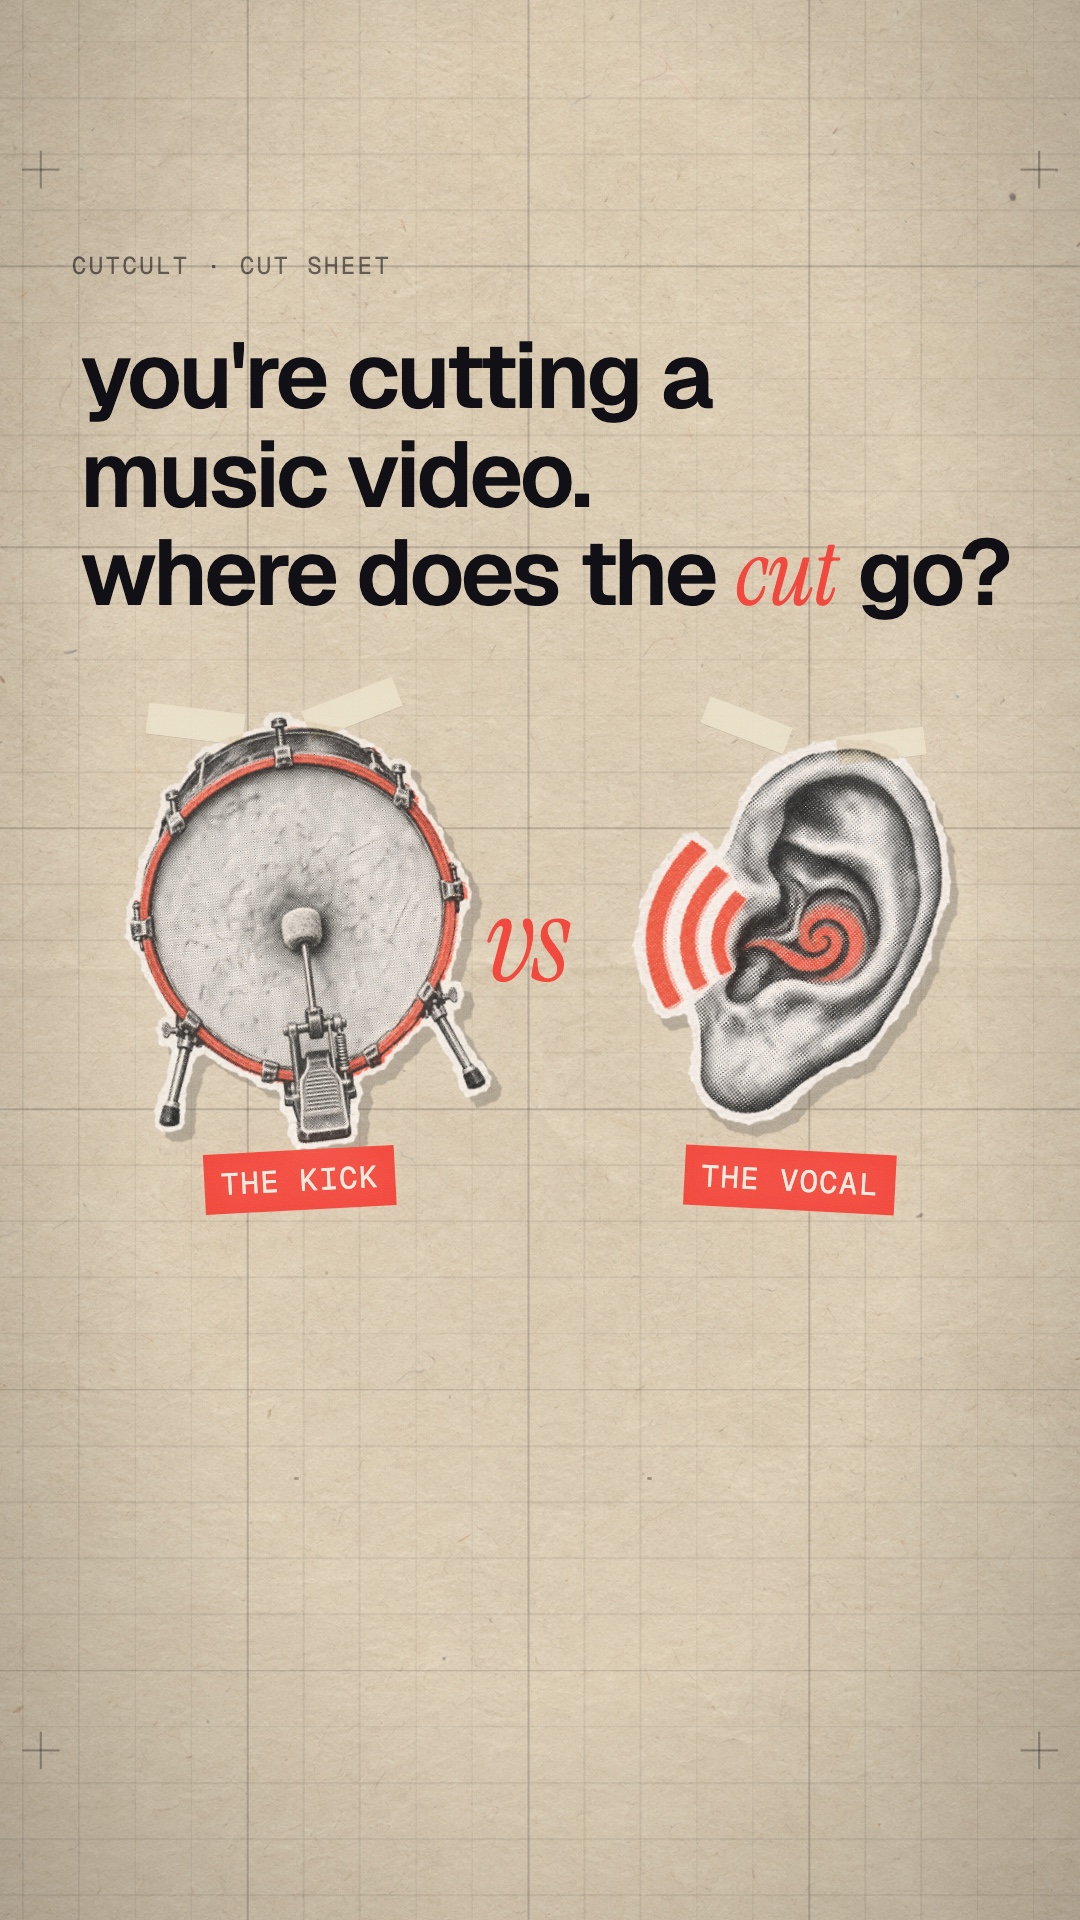 CUTCULT · CUT SHEET
you're cutting a
music video.
where does the cut go?
vs
THE KICK
THE VOCAL